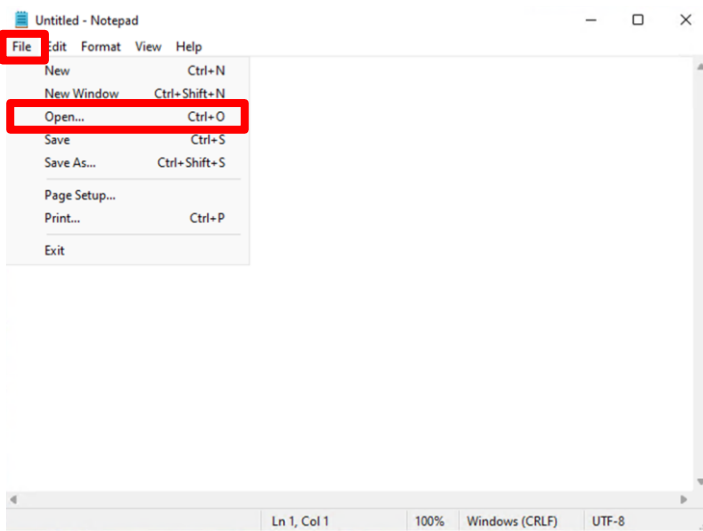 Untitled - Notepad
File Edit Format View Help
New Ctrl+N
New Window Ctrl+Shift+N
Open... Ctrl+O
Save Ctrl+S
Save As... Ctrl+Shift+S
Page Setup...
Print... Ctrl+P
Exit
Ln 1, Col 1 100% Windows (CRLF) UTF-8